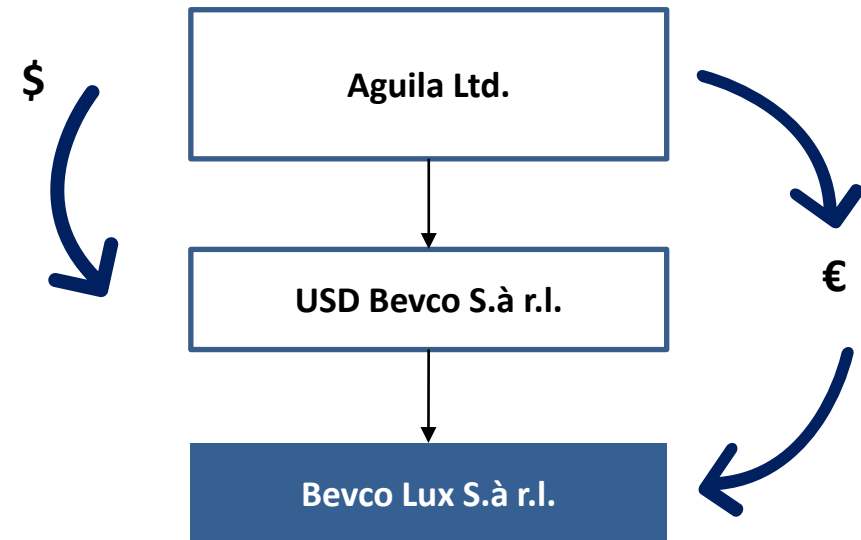 $
Aguila Ltd.
USD Bevco S.à r.l.
€
Bevco Lux S.à r.l.